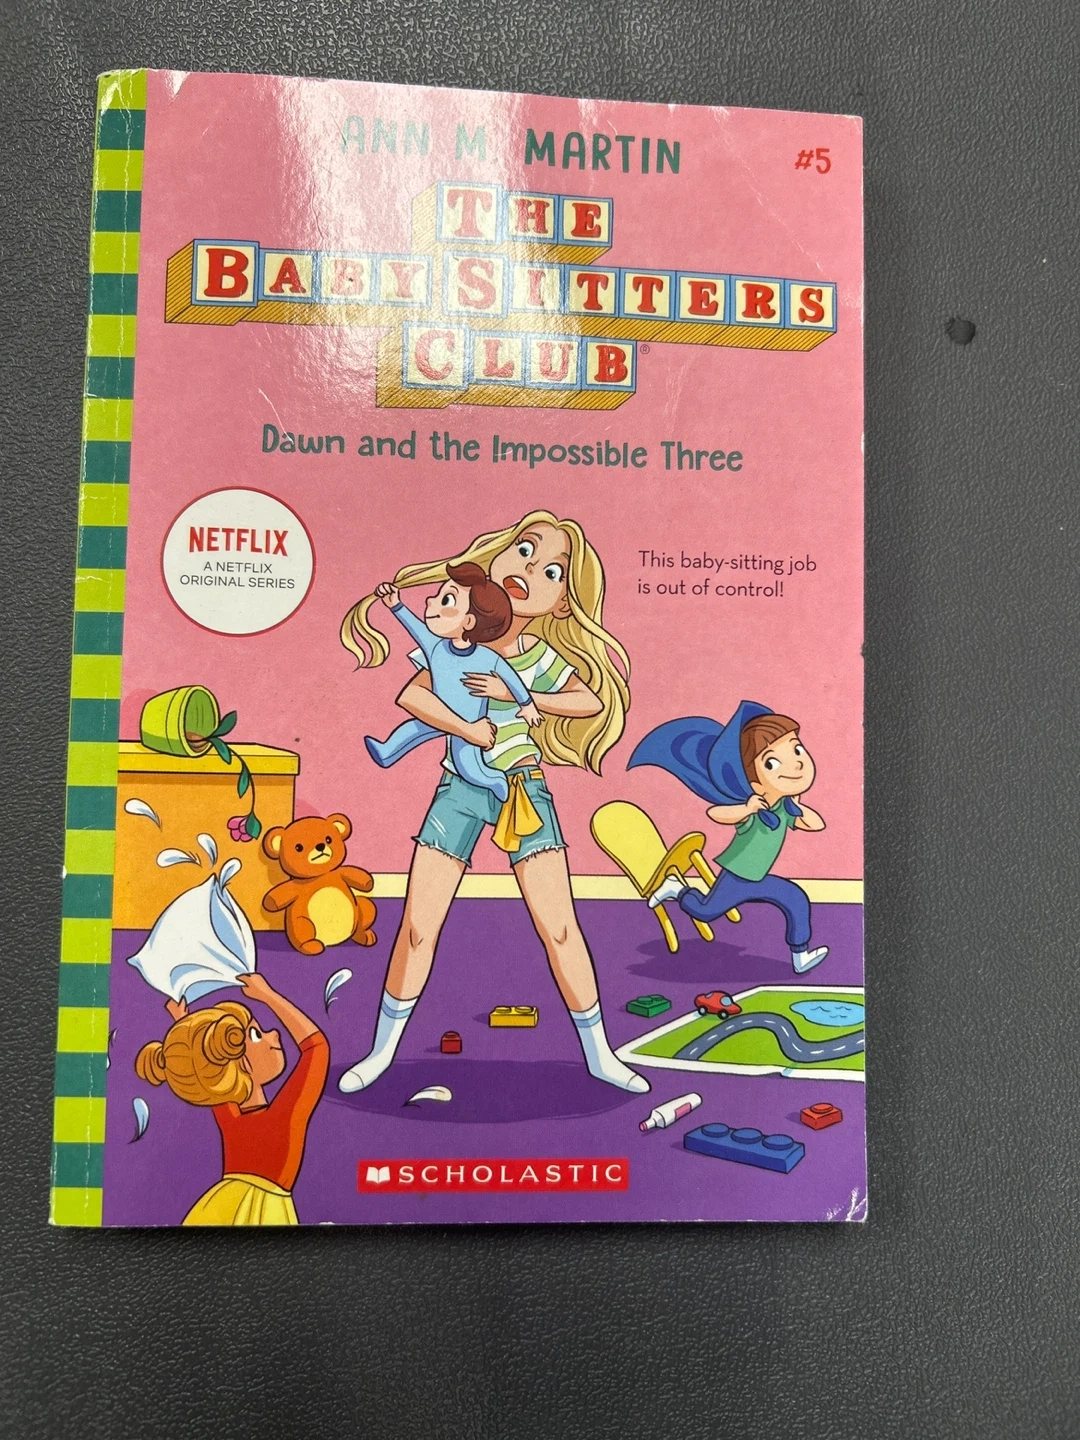 ANN M. MARTIN
#5
THE
BABY-SITTERS
CLUB®
Dawn and the Impossible Three
NETFLIX
A NETFLIX
ORIGINAL SERIES
This baby-sitting job
is out of control!
SCHOLASTIC